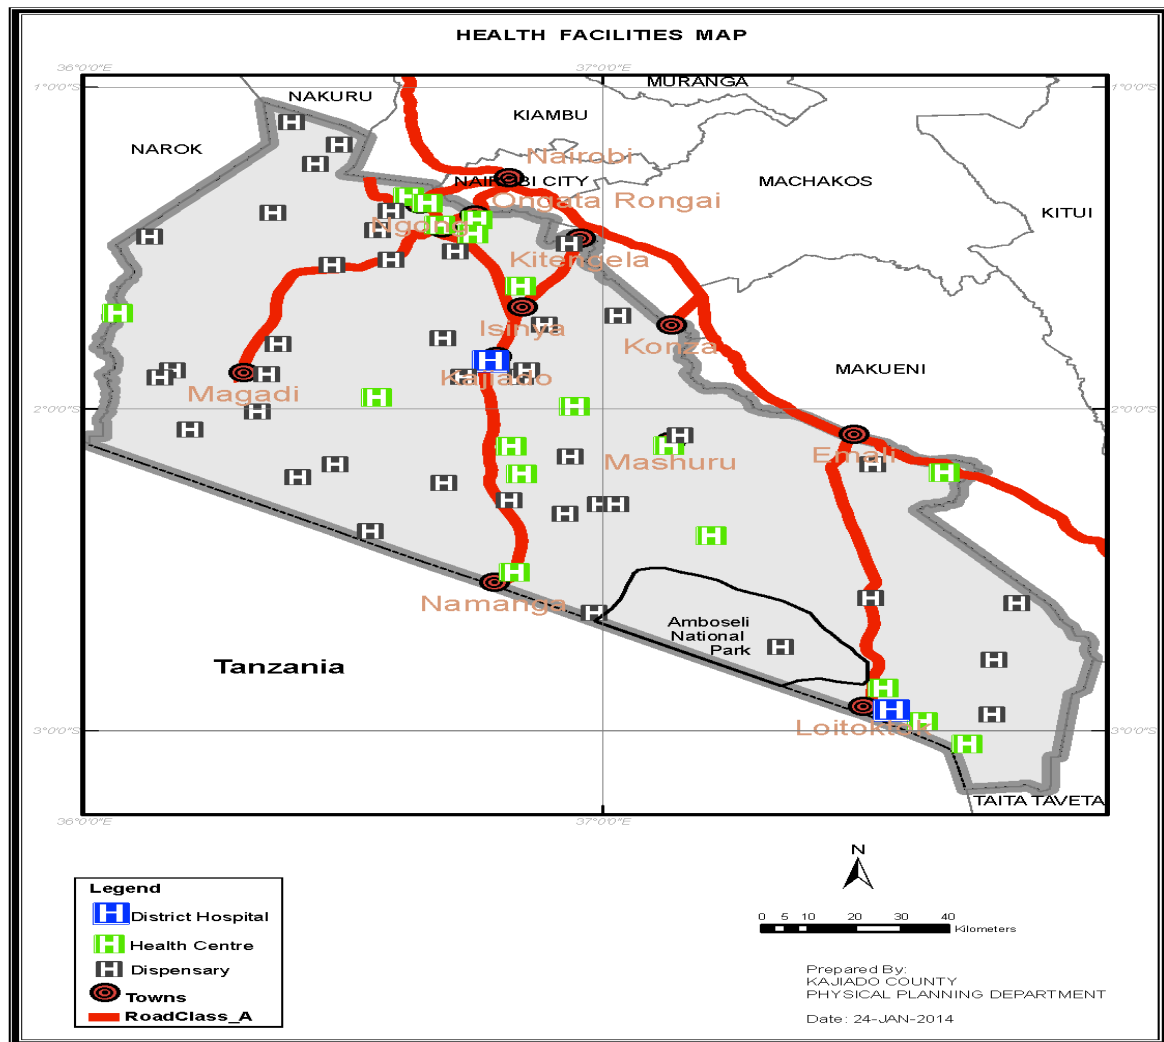 HEALTH FACILITIES MAP
36°0'0"E
37°0'0"E
1°0'0"S
1°0'0"S
MURANGA
NAKURU
KIAMBU
NAROK
Nairobi
NAIROBI CITY
MACHAKOS
Ongata Rongai
KITUI
Ngong
Kitengela
Isinya
Konza
Kajiado
MAKUENI
Magadi
2°0'0"S
2°0'0"S
Mashuru
Emali
Namanga
Amboseli
National
Park
Tanzania
Loitoktok
3°0'0"S
3°0'0"S
TAITA TAVETA
36°0'0"E
37°0'0"E
N
Legend
H District Hospital
H Health Centre
H Dispensary
Towns
RoadClass_A
0 5 10 20 30 40
Kilometers
Prepared By:
KAJIADO COUNTY
PHYSICAL PLANNING DEPARTMENT
Date: 24-JAN-2014